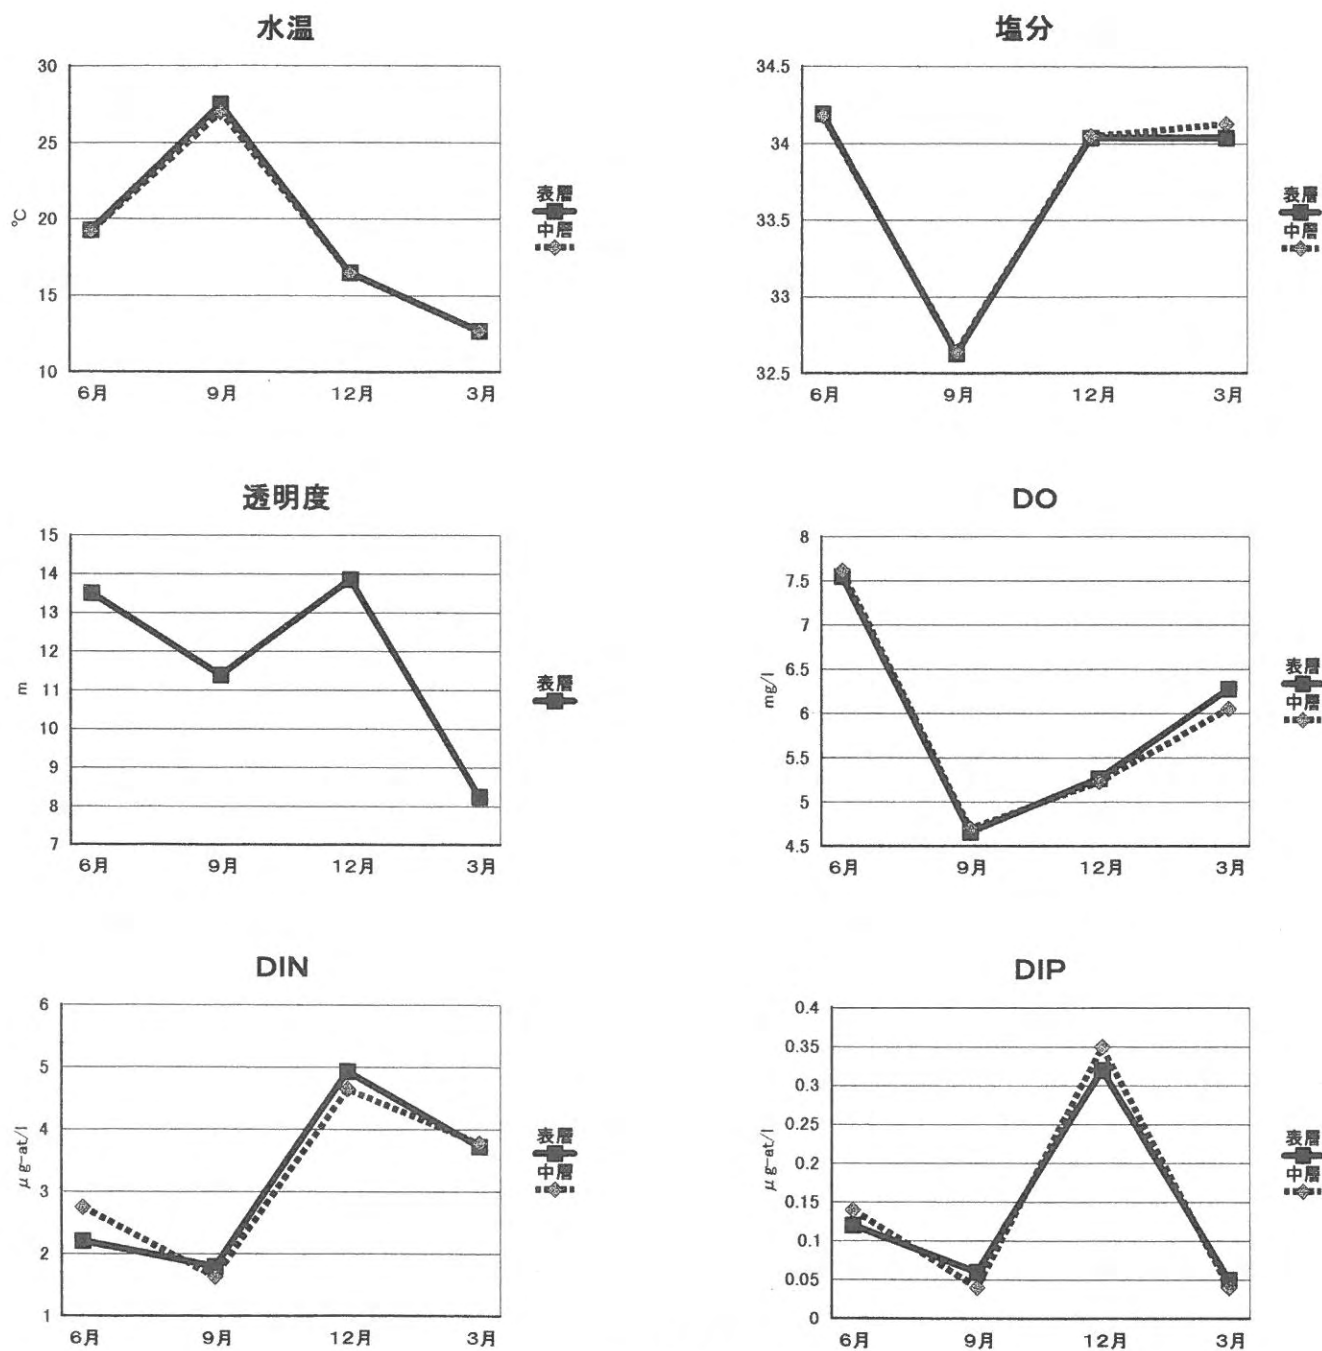 水温
30
25
20
15
10
℃
6月
9月
12月
3月
表層
中層
塩分
34.5
34
33.5
33
32.5
6月
9月
12月
3月
表層
中層
透明度
15
14
13
12
11
10
9
8
7
m
6月
9月
12月
3月
表層
DO
8
7.5
7
6.5
6
5.5
5
4.5
mg/l
6月
9月
12月
3月
表層
中層
DIN
6
5
4
3
2
1
μg-at/l
6月
9月
12月
3月
表層
中層
DIP
0.4
0.35
0.3
0.25
0.2
0.15
0.1
0.05
0
μg-at/l
6月
9月
12月
3月
表層
中層